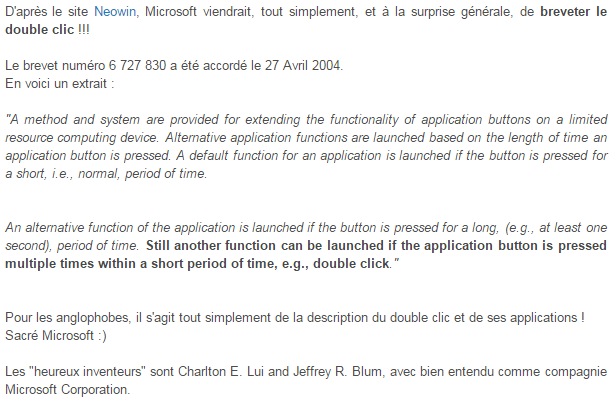 D'après le site Neowin, Microsoft viendrait, tout simplement, et à la surprise générale, de breveter le
double clic !!!
Le brevet numéro 6 727 830 a été accordé le 27 Avril 2004.
En voici un extrait :
"A method and system are provided for extending the functionality of application buttons on a limited
resource computing device. Alternative application functions are launched based on the length of time an
application button is pressed. A default function for an application is launched if the button is pressed for
a short, i.e., normal, period of time.
An alternative function of the application is launched if the button is pressed for a long, (e.g., at least one
second), period of time. Still another function can be launched if the application button is pressed
multiple times within a short period of time, e.g., double click."
Pour les anglophobes, il s'agit tout simplement de la description du double clic et de ses applications !
Sacré Microsoft :)
Les "heureux inventeurs" sont Charlton E. Lui and Jeffrey R. Blum, avec bien entendu comme compagnie
Microsoft Corporation.